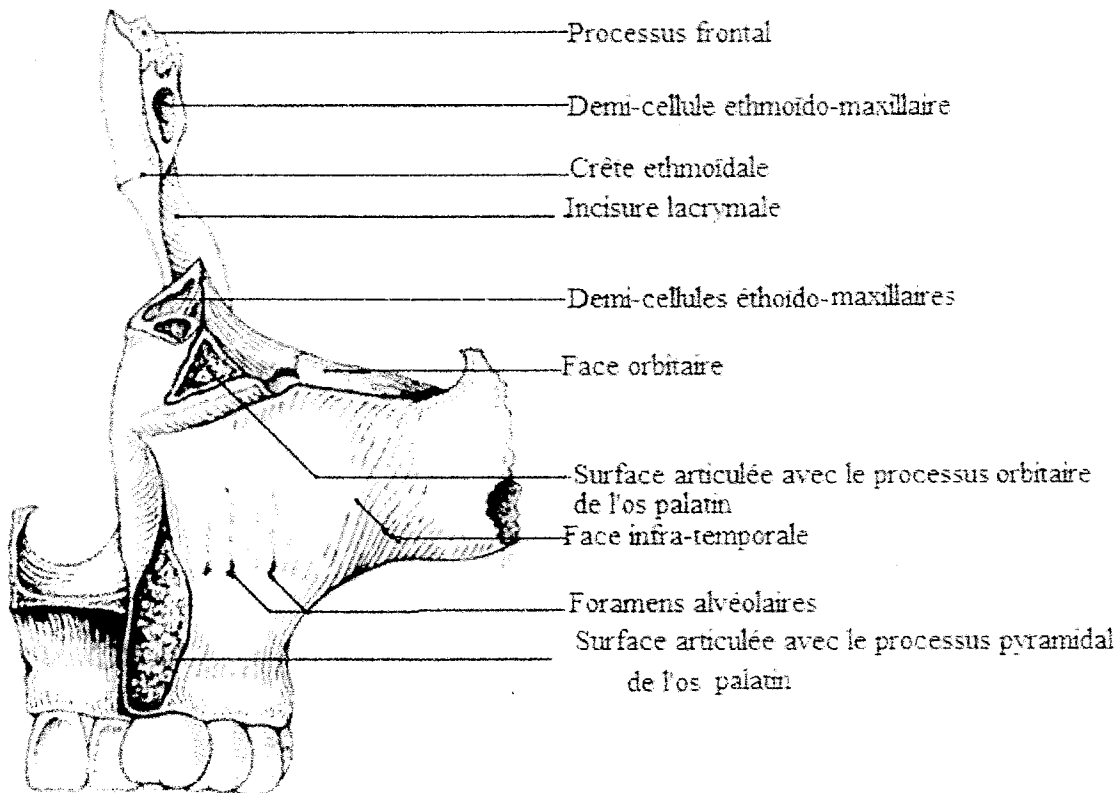 Processus frontal
Demi-cellule ethmoïdo-maxillaire
Crête ethmoïdale
Incisure lacrymale
Demi-cellules éthoïdo-maxillaires
Face orbitaire
Surface articulée avec le processus orbitaire
de l'os palatin
Face infra-temporale
Foramens alvéolaires
Surface articulée avec le processus pyramidal
de l'os palatin